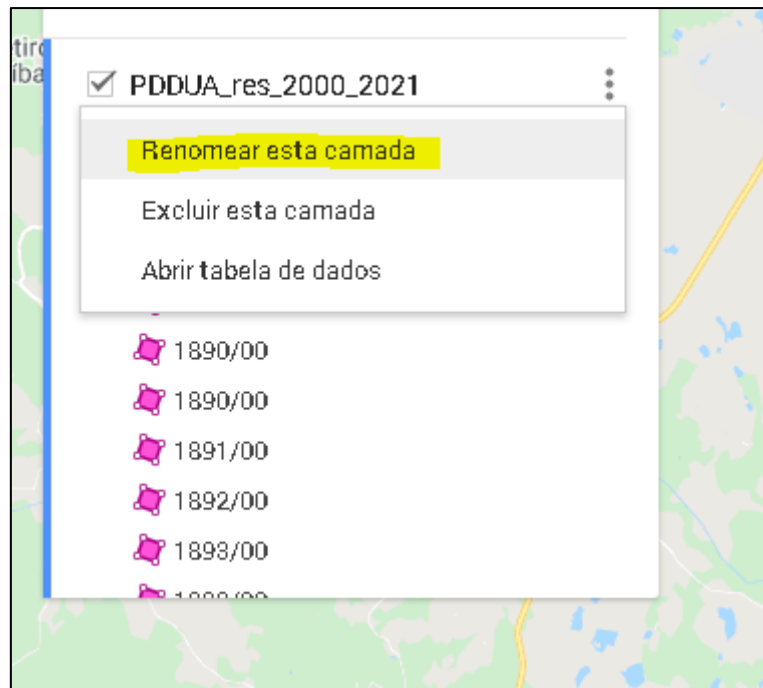 PDDUA_res_2000_2021
Renomear esta camada
Excluir esta camada
Abrir tabela de dados
1890/00
1890/00
1891/00
1892/00
1893/00